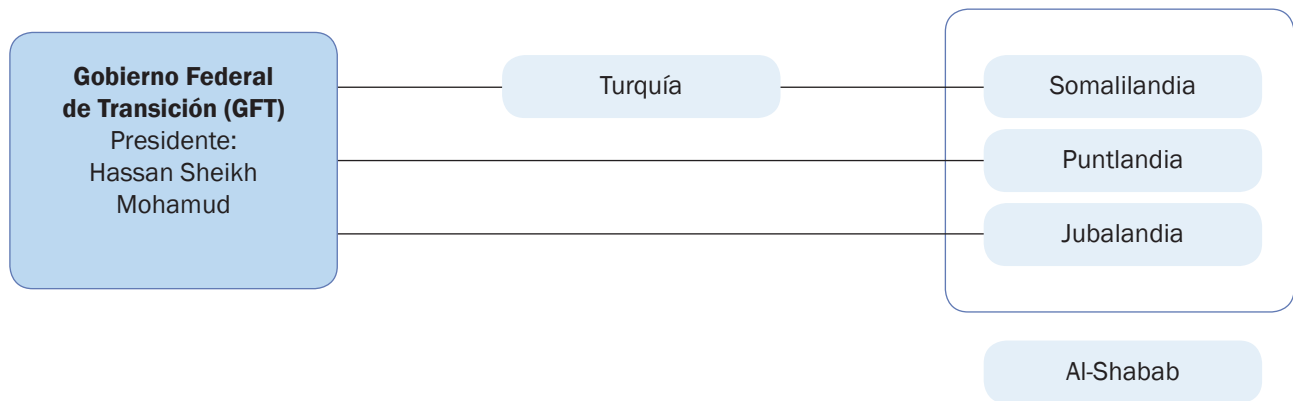 Gobierno Federal
de Transición (GFT)
Presidente:
Hassan Sheikh
Mohamud
Turquía
Somalilandia
Puntlandia
Jubalandia
Al-Shabab